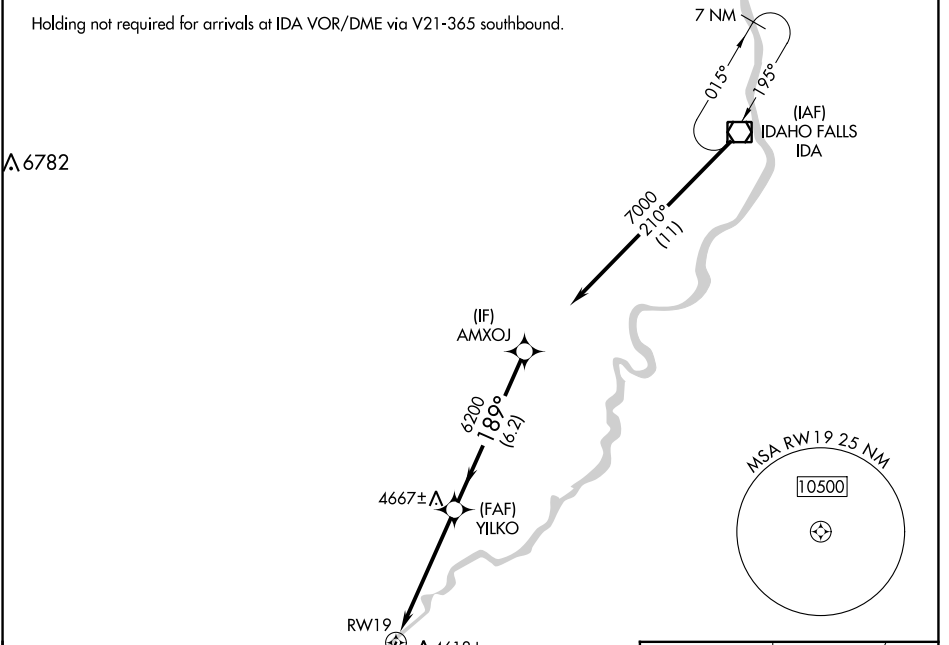 Holding not required for arrivals at IDA VOR/DME via V21-365 southbound.
7 NM
015°
195°
(IAF)
IDAHO FALLS
IDA
6782
7000
210°
(11)
(IF)
AMXOJ
6200
189°
(6.2)
4667±
(FAF)
YILKO
MSA RW19 25 NM
10500
RW19